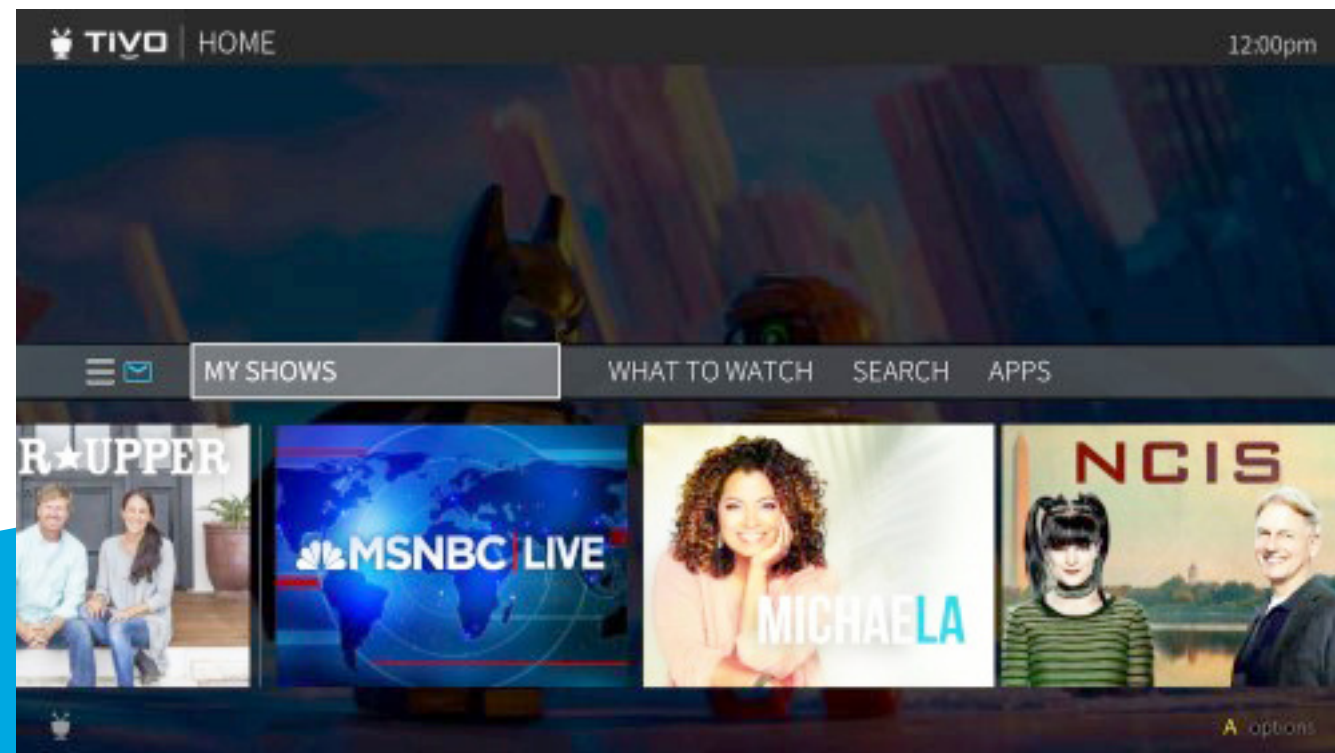 TIVO HOME
12:00pm
MY SHOWS WHAT TO WATCH SEARCH APPS
R★UPPER
MSNBC LIVE
MICHAELA
NCIS
A options